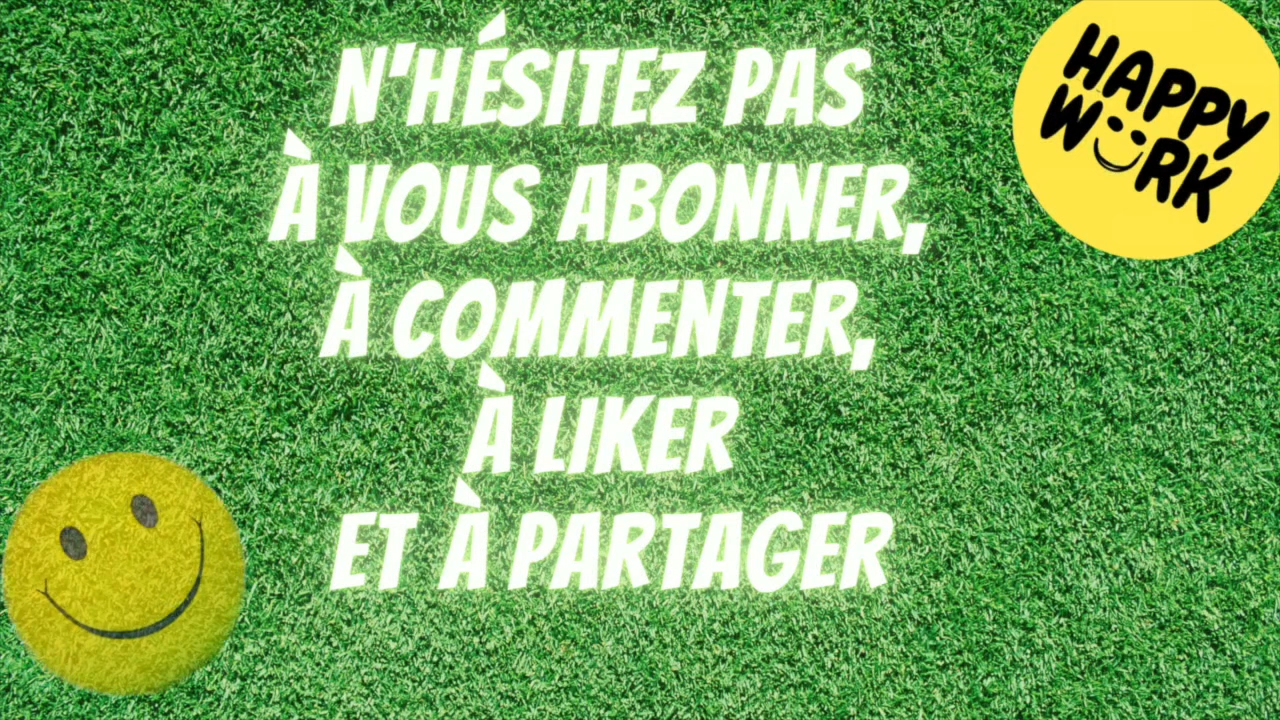 N'HÉSITEZ PAS
À VOUS ABONNER,
À COMMENTER,
À LIKER
ET À PARTAGER
HAPPY
WORK